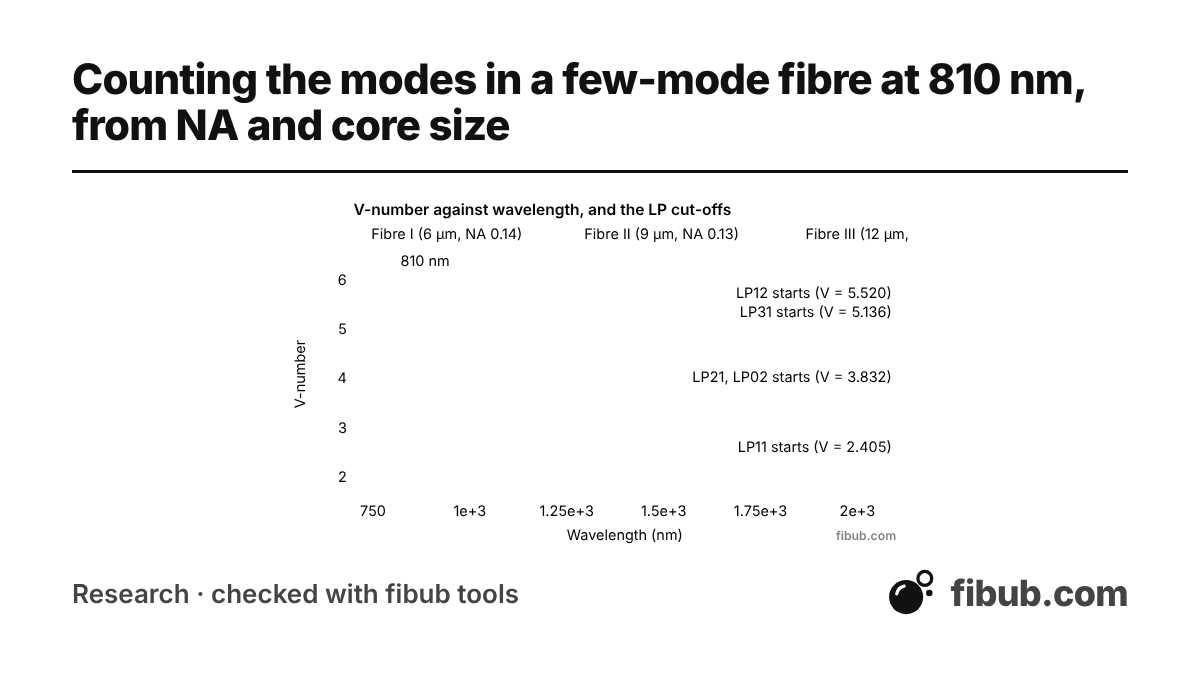 Counting the modes in a few-mode fibre at 810 nm,
from NA and core size
V-number against wavelength, and the LP cut-offs
Fibre I (6 µm, NA 0.14)
Fibre II (9 µm, NA 0.13)
Fibre III (12 µm,
810 nm
6
5
4
3
2
V-number
LP12 starts (V = 5.520)
LP31 starts (V = 5.136)
LP21, LP02 starts (V = 3.832)
LP11 starts (V = 2.405)
750
1e+3
1.25e+3
1.5e+3
1.75e+3
2e+3
Wavelength (nm)
fibub.com
Research · checked with fibub tools
fibub.com